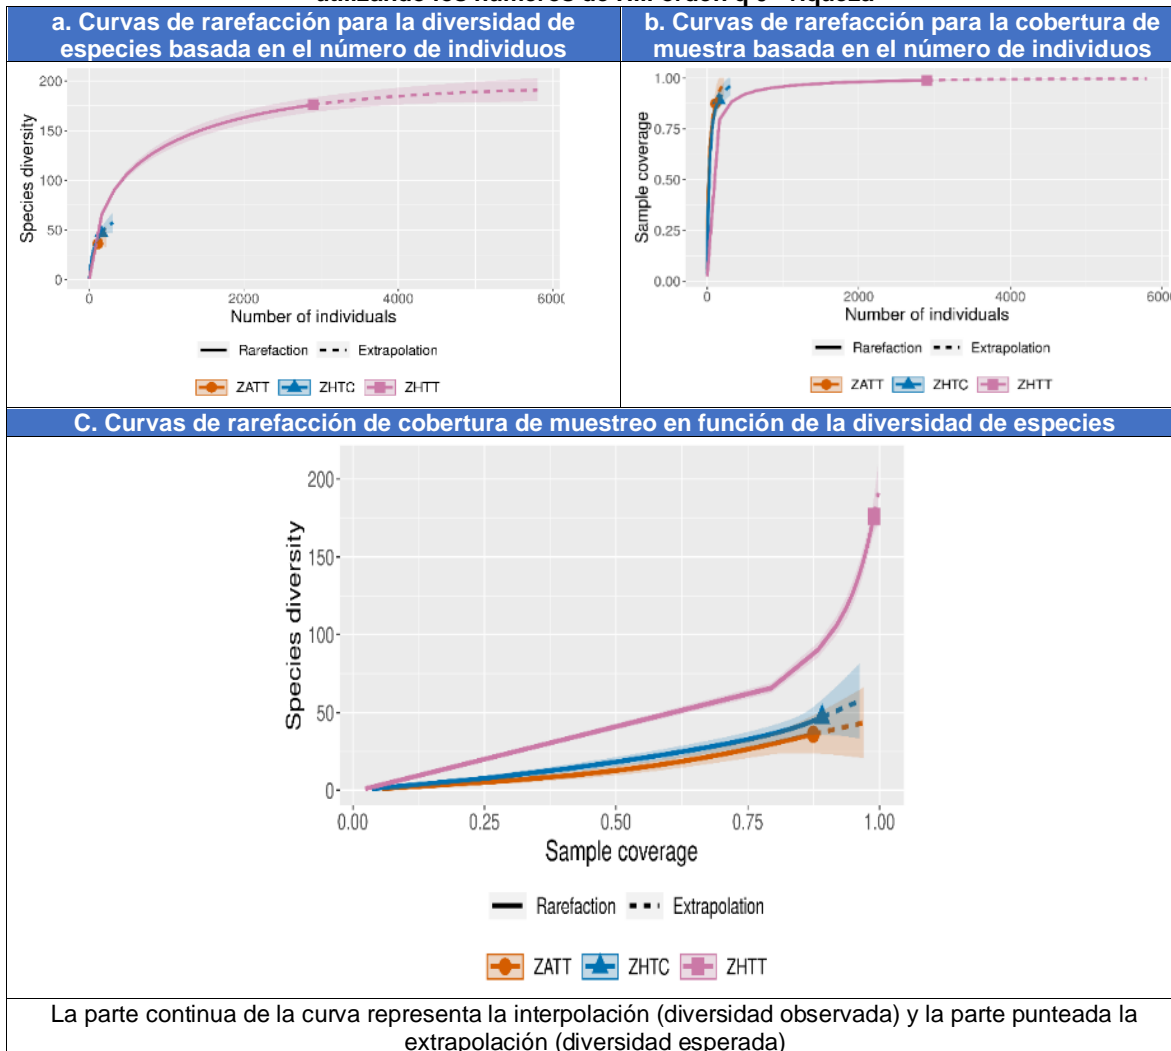 a. Curvas de rarefacción para la diversidad de
especies basada en el número de individuos
b. Curvas de rarefacción para la cobertura de
muestra basada en el número de individuos
200
150
100
50
0
Species diversity
0 2000 4000 6000
Number of individuals
Rarefaction Extrapolation
ZATT ZHTC ZHTT
1.00
0.75
0.50
0.25
0.00
Sample coverage
0 2000 4000 6000
Number of individuals
Rarefaction Extrapolation
ZATT ZHTC ZHTT
C. Curvas de rarefacción de cobertura de muestreo en función de la diversidad de especies
200
150
100
50
0
Species diversity
0.00 0.25 0.50 0.75 1.00
Sample coverage
Rarefaction Extrapolation
ZATT ZHTC ZHTT
La parte continua de la curva representa la interpolación (diversidad observada) y la parte punteada la
extrapolación (diversidad esperada)